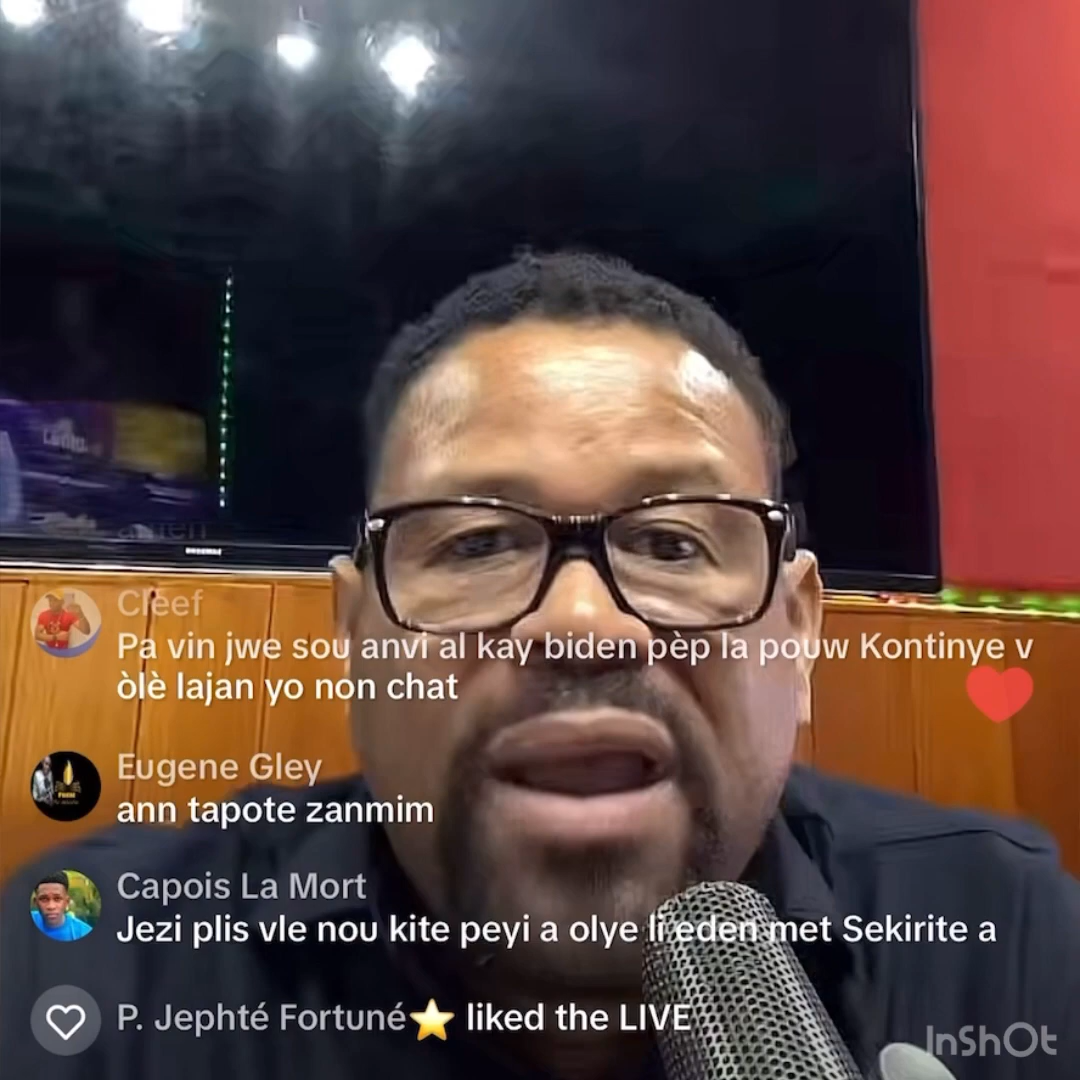 Cleef
Pa vin jwe sou anvi al kay biden pèp la pouw Kontinye v
òlè lajan yo non chat
Eugene Gley
ann tapote zanmim
Capois La Mort
Jezi plis vle nou kite peyi a olye li eden met Sekirite a
P. Jephté Fortuné⭐ liked the LIVE
InShOt